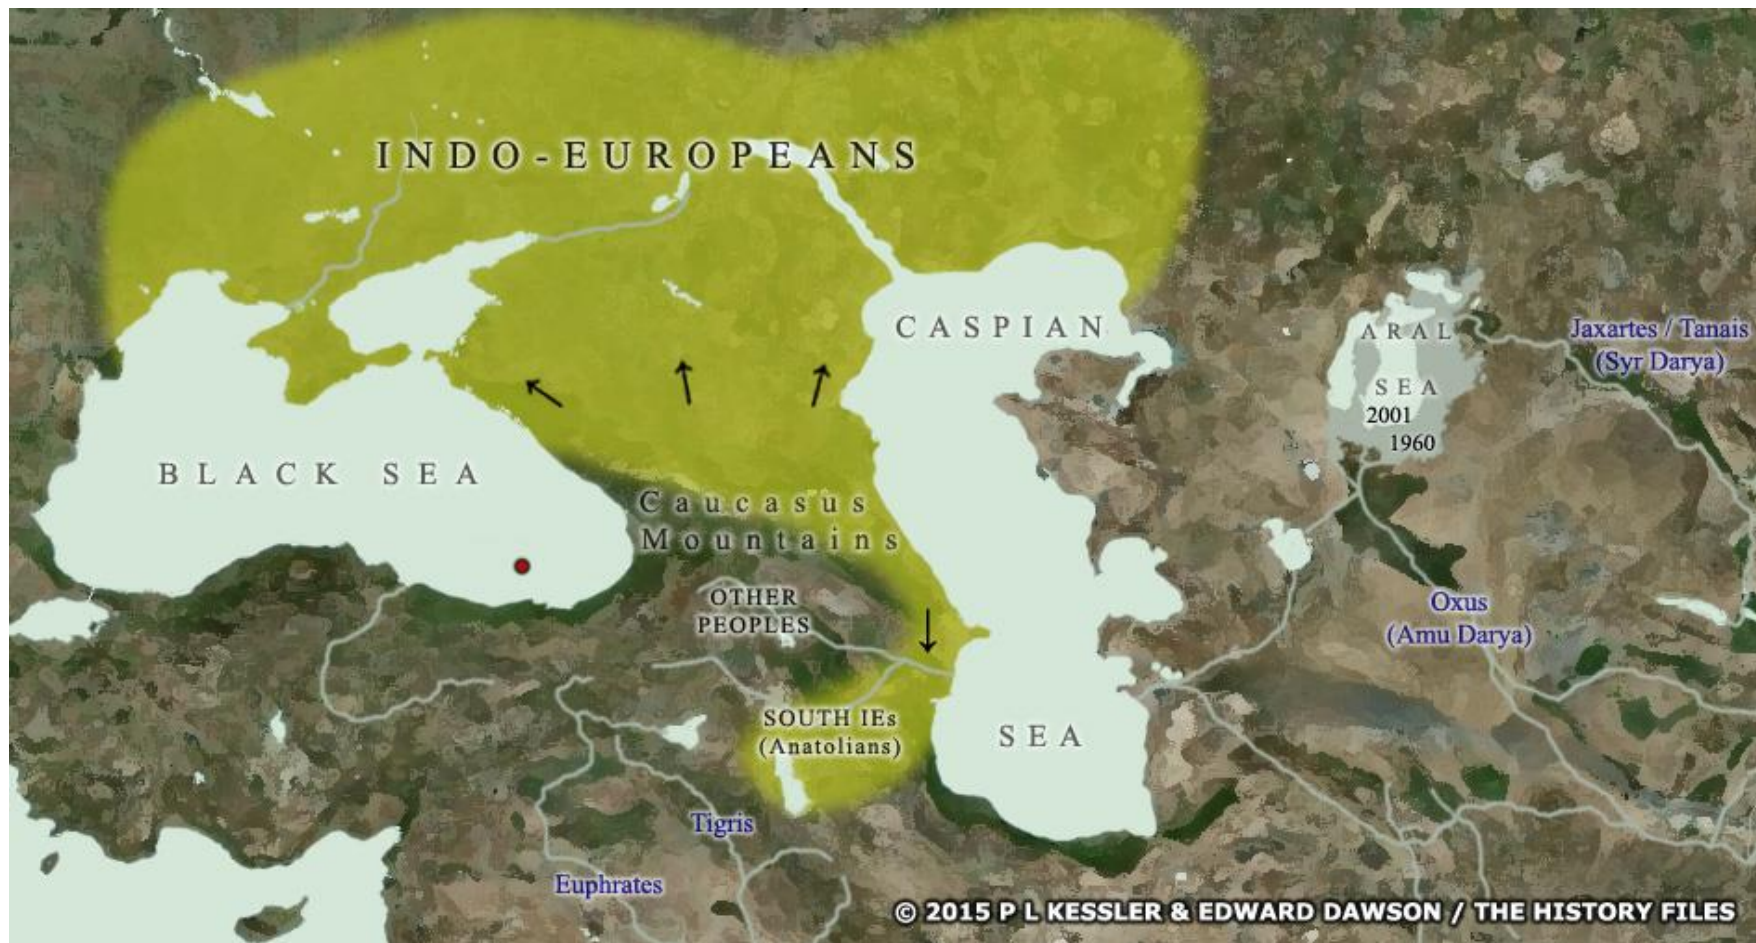 INDO-EUROPEANS
CASPIAN
ARAL
SEA
2001
1960
Jaxartes / Tanais
(Syr Darya)
BLACK SEA
Caucasus
Mountains
OTHER
PEOPLES
Oxus
(Amu Darya)
SOUTH IEs
(Anatolians)
SEA
Tigris
Euphrates
© 2015 P L KESSLER & EDWARD DAWSON / THE HISTORY FILES